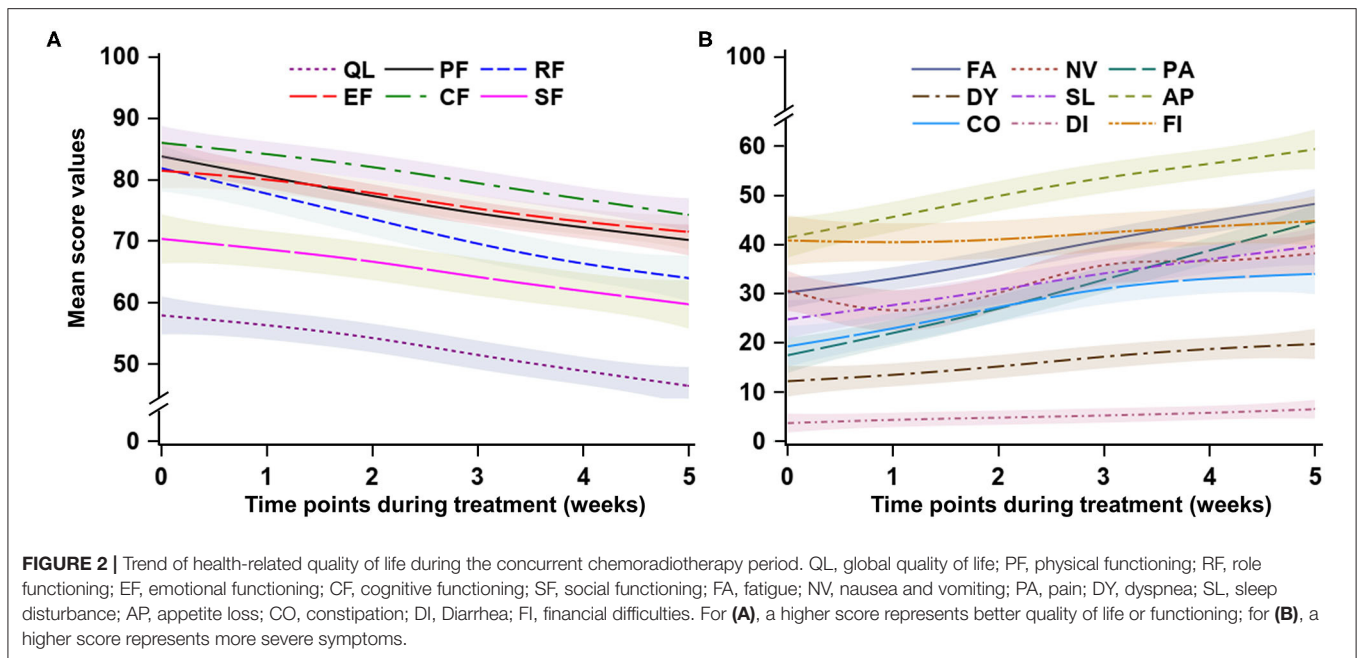 A
B
100
90
80
70
60
50
0
Mean score values
QL PF RF
EF CF SF
0 1 2 3 4 5
Time points during treatment (weeks)
100
60
50
40
30
20
10
0
FA NV PA
DY SL AP
CO DI FI
0 1 2 3 4 5
Time points during treatment (weeks)
FIGURE 2 | Trend of health-related quality of life during the concurrent chemoradiotherapy period. QL, global quality of life; PF, physical functioning; RF, role
functioning; EF, emotional functioning; CF, cognitive functioning; SF, social functioning; FA, fatigue; NV, nausea and vomiting; PA, pain; DY, dyspnea; SL, sleep
disturbance; AP, appetite loss; CO, constipation; DI, Diarrhea; FI, financial difficulties. For (A), a higher score represents better quality of life or functioning; for (B), a
higher score represents more severe symptoms.